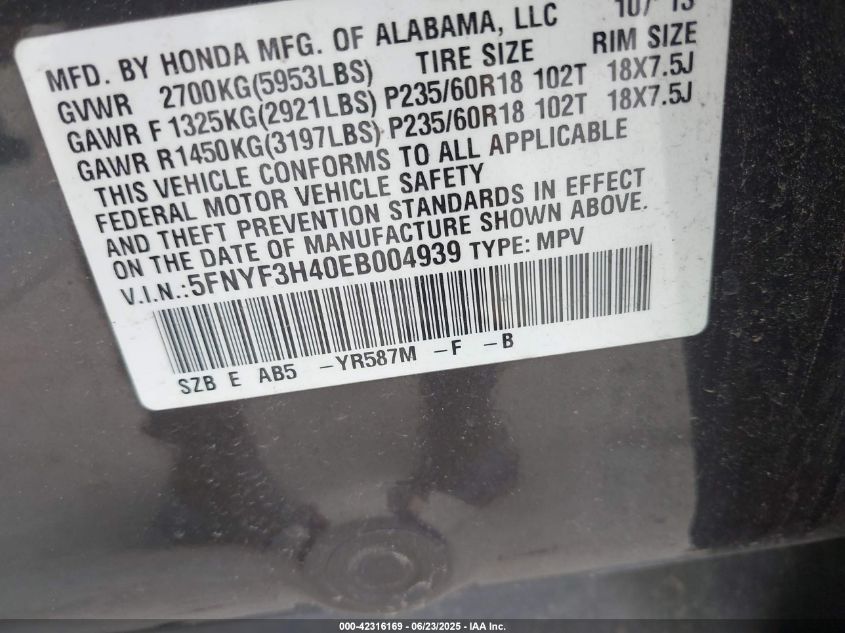 MFD. BY HONDA MFG. OF ALABAMA, LLC 10/ 13
GVWR 2700KG(5953LBS) TIRE SIZE RIM SIZE
GAWR F 1325KG(2921LBS) P235/60R18 102T 18X7.5J
GAWR R1450KG(3197LBS) P235/60R18 102T 18X7.5J
THIS VEHICLE CONFORMS TO ALL APPLICABLE
FEDERAL MOTOR VEHICLE SAFETY
AND THEFT PREVENTION STANDARDS IN EFFECT
ON THE DATE OF MANUFACTURE SHOWN ABOVE.
V.I.N.:5FNYF3H40EB004939 TYPE: MPV
SZB E AB5 -YR587M -F -B
000-42316169 - 06/23/2025 - IAA Inc.